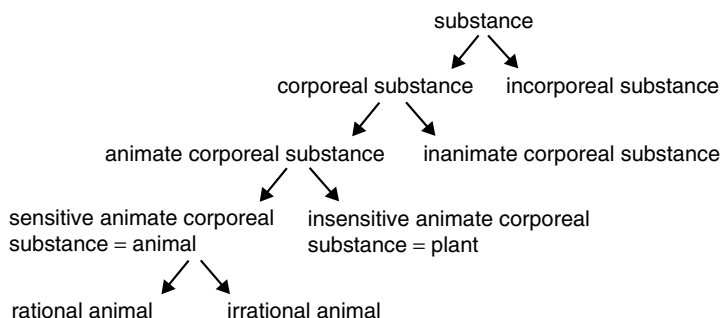 substance
corporeal substance
incorporeal substance
animate corporeal substance
inanimate corporeal substance
sensitive animate corporeal
substance = animal
insensitive animate corporeal
substance = plant
rational animal
irrational animal